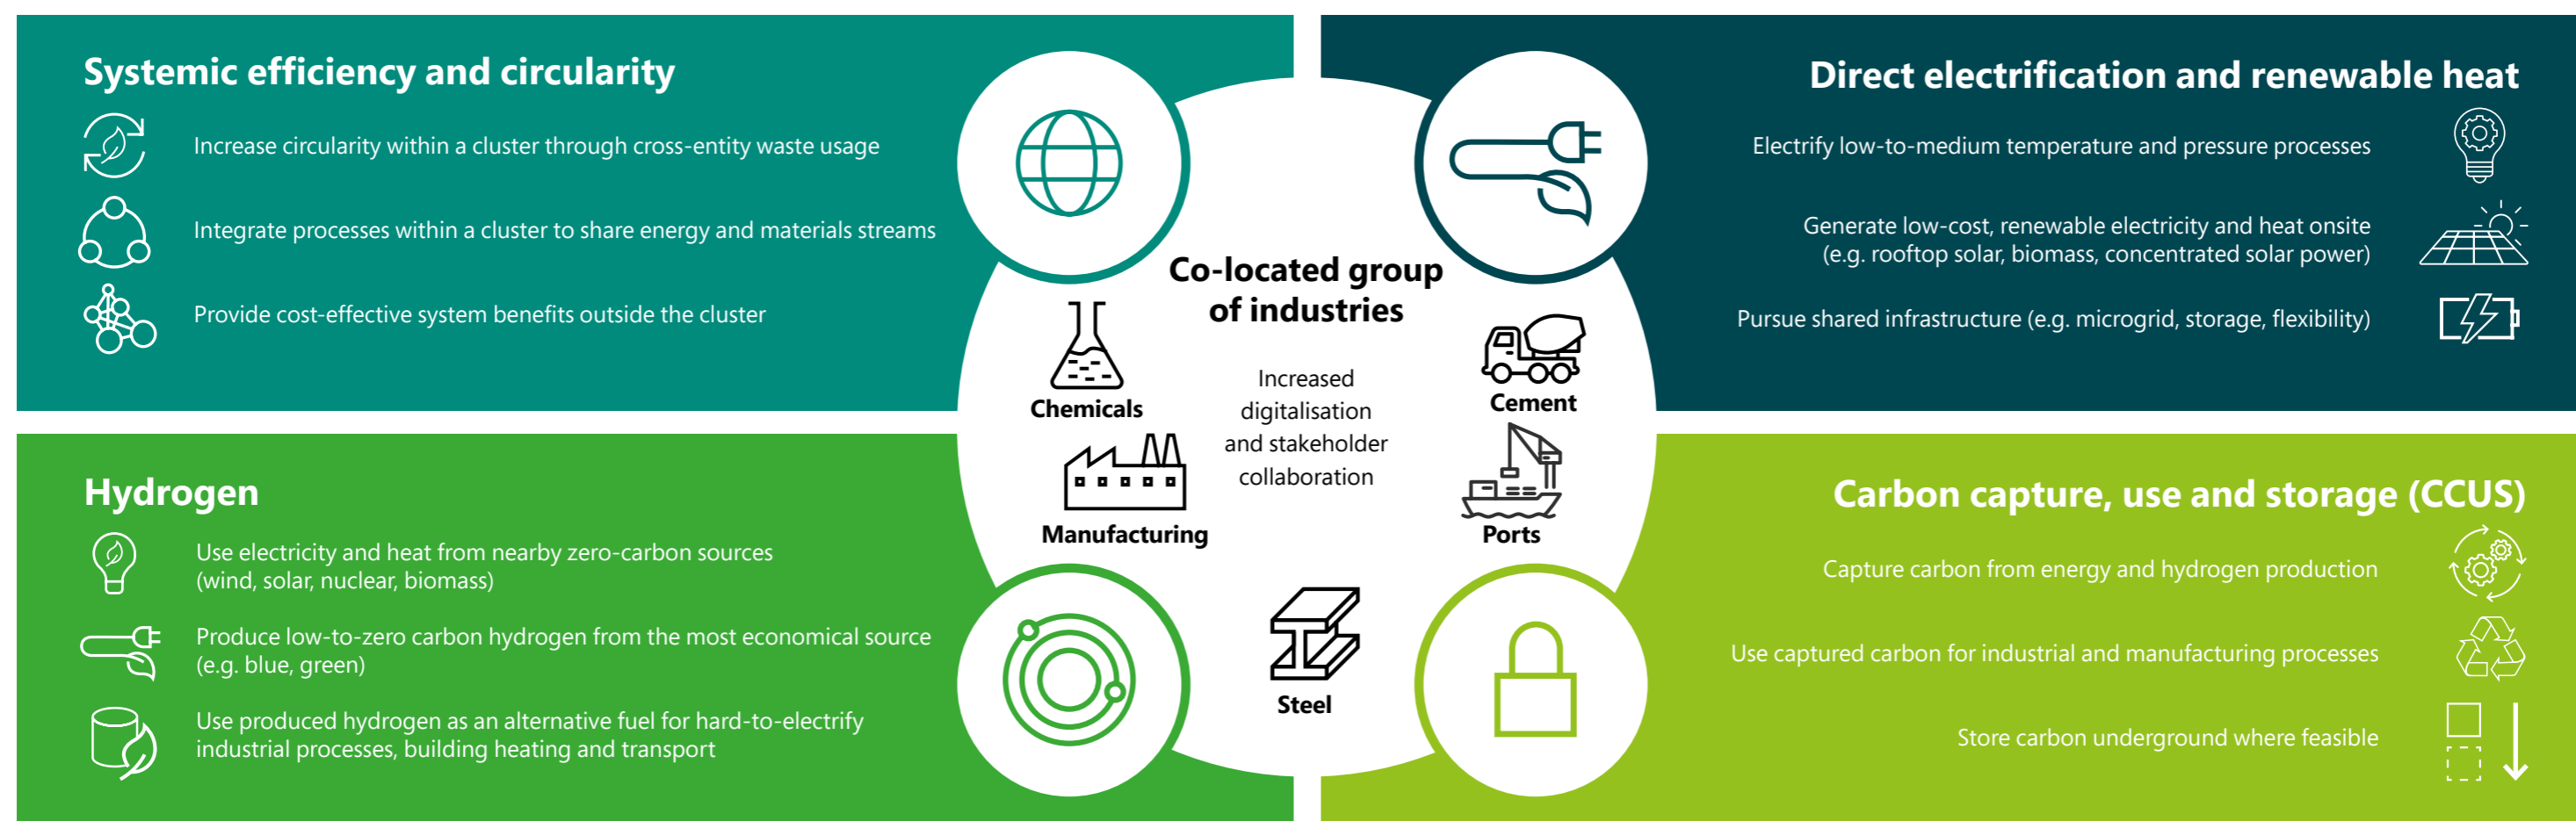 Systemic efficiency and circularity
Increase circularity within a cluster through cross-entity waste usage
Integrate processes within a cluster to share energy and materials streams
Provide cost-effective system benefits outside the cluster
Direct electrification and renewable heat
Electrify low-to-medium temperature and pressure processes
Generate low-cost, renewable electricity and heat onsite
(e.g. rooftop solar, biomass, concentrated solar power)
Pursue shared infrastructure (e.g. microgrid, storage, flexibility)
Co-located group
of industries
Increased
digitalisation
and stakeholder
collaboration
Chemicals
Cement
Manufacturing
Ports
Steel
Hydrogen
Use electricity and heat from nearby zero-carbon sources
(wind, solar, nuclear, biomass)
Produce low-to-zero carbon hydrogen from the most economical source
(e.g. blue, green)
Use produced hydrogen as an alternative fuel for hard-to-electrify
industrial processes, building heating and transport
Carbon capture, use and storage (CCUS)
Capture carbon from energy and hydrogen production
Use captured carbon for industrial and manufacturing processes
Store carbon underground where feasible